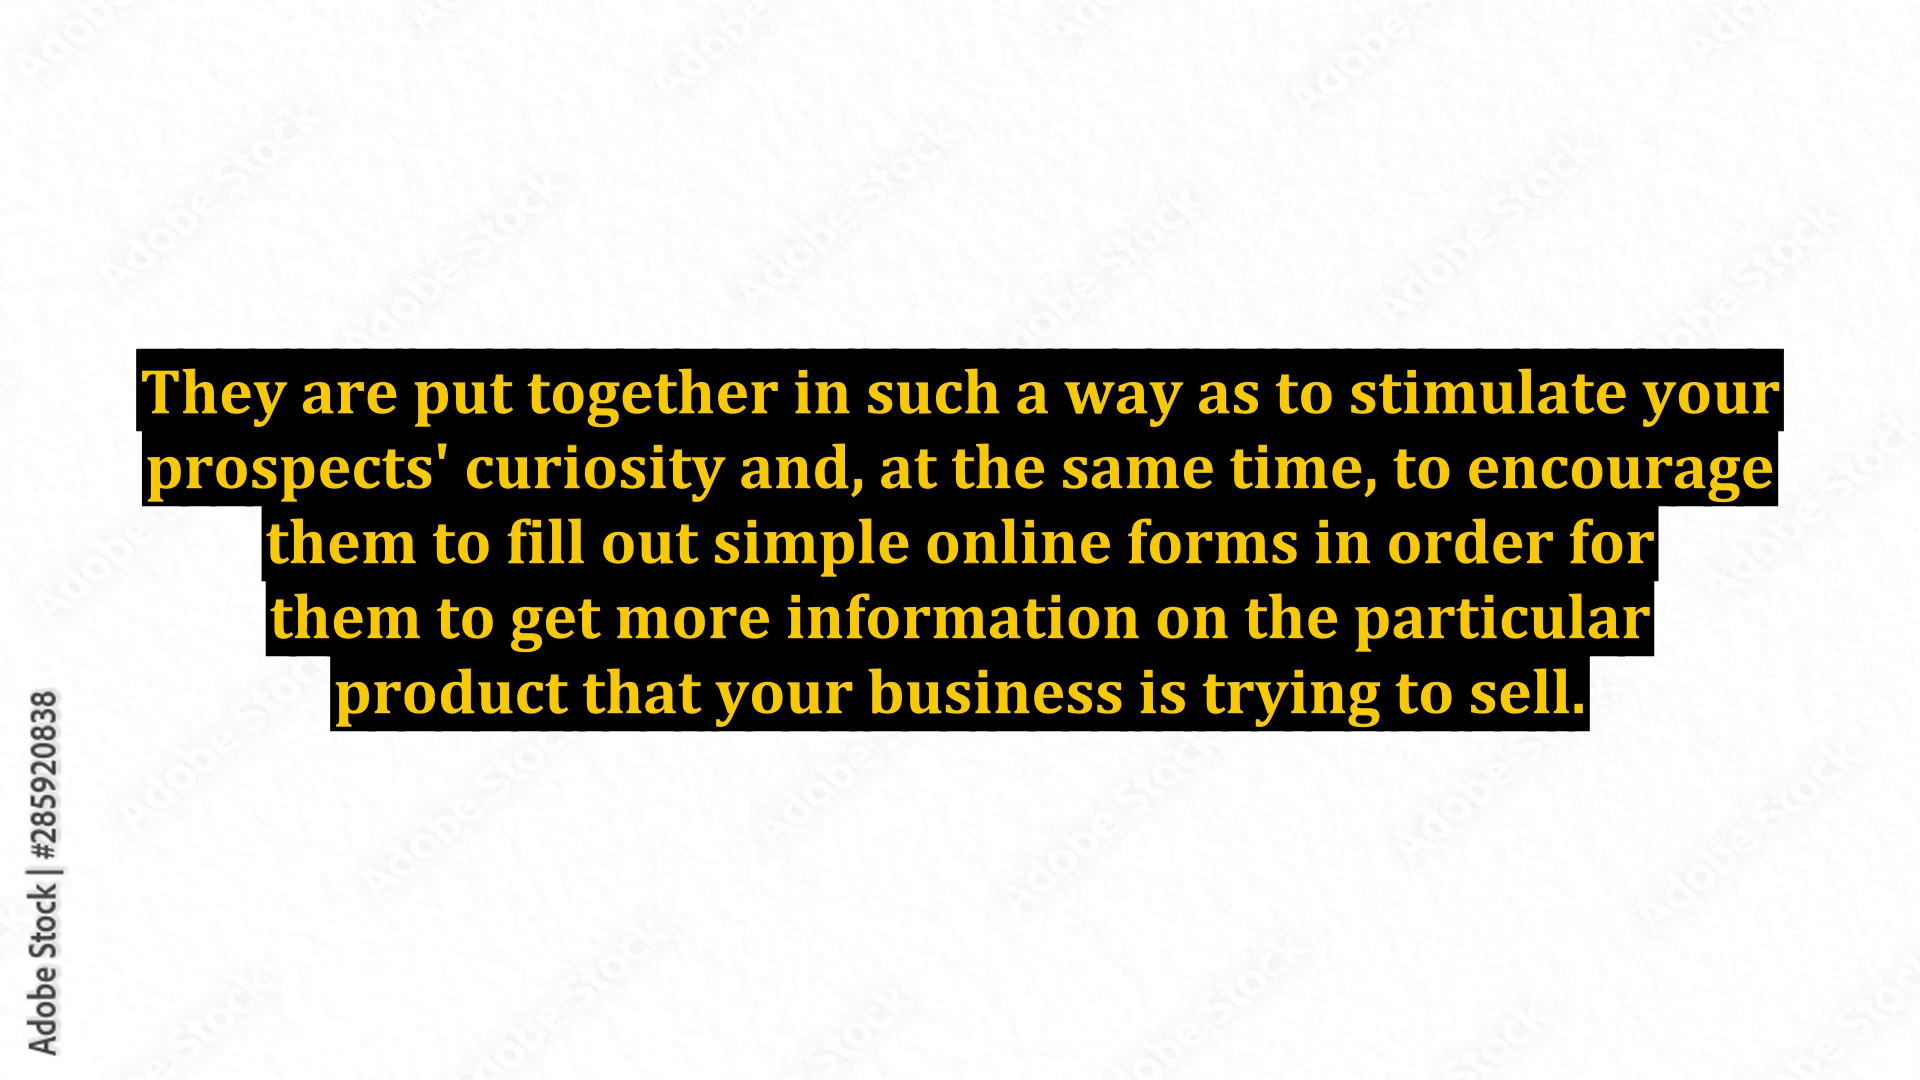 They are put together in such a way as to stimulate your
prospects' curiosity and, at the same time, to encourage
them to fill out simple online forms in order for
them to get more information on the particular
product that your business is trying to sell.
Adobe Stock | #285920838